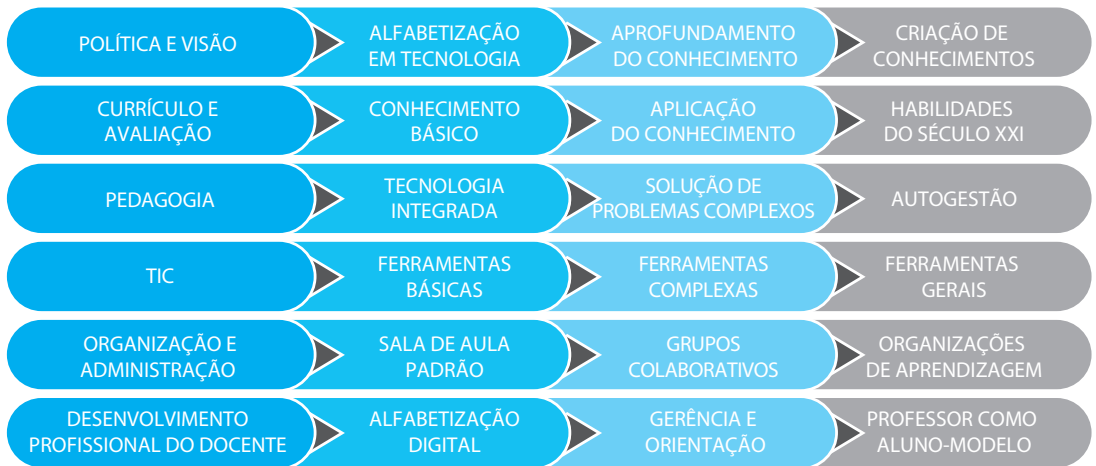 POLÍTICA E VISÃO
ALFABETIZAÇÃO
EM TECNOLOGIA
APROFUNDAMENTO
DO CONHECIMENTO
CRIAÇÃO DE
CONHECIMENTOS
CURRÍCULO E
AVALIAÇÃO
CONHECIMENTO
BÁSICO
APLICAÇÃO
DO CONHECIMENTO
HABILIDADES
DO SÉCULO XXI
PEDAGOGIA
TECNOLOGIA
INTEGRADA
SOLUÇÃO DE
PROBLEMAS COMPLEXOS
AUTOGESTÃO
TIC
FERRAMENTAS
BÁSICAS
FERRAMENTAS
COMPLEXAS
FERRAMENTAS
GERAIS
ORGANIZAÇÃO E
ADMINISTRAÇÃO
SALA DE AULA
PADRÃO
GRUPOS
COLABORATIVOS
ORGANIZAÇÕES
DE APRENDIZAGEM
DESENVOLVIMENTO
PROFISSIONAL DO DOCENTE
ALFABETIZAÇÃO
DIGITAL
GERÊNCIA E
ORIENTAÇÃO
PROFESSOR COMO
ALUNO-MODELO